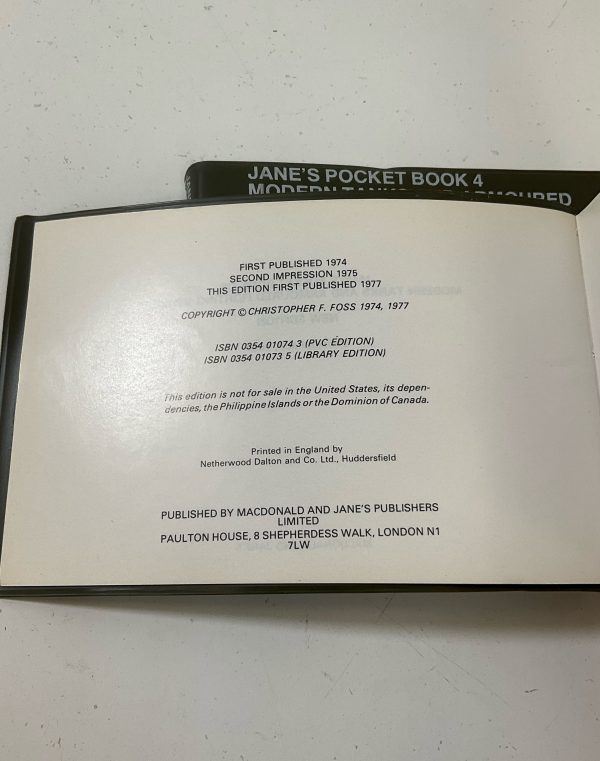 JANE'S POCKET BOOK 4
MODERN TANKS ARMOURED
FIRST PUBLISHED 1974
SECOND IMPRESSION 1975
THIS EDITION FIRST PUBLISHED 1977
COPYRIGHT © CHRISTOPHER F. FOSS 1974, 1977
ISBN 0354 01074 3 (PVC EDITION)
ISBN 0354 01073 5 (LIBRARY EDITION)
This edition is not for sale in the United States, its depen-
dencies, the Philippine Islands or the Dominion of Canada.
Printed in England by
Netherwood Dalton and Co. Ltd., Huddersfield
PUBLISHED BY MACDONALD AND JANE'S PUBLISHERS
LIMITED
PAULTON HOUSE, 8 SHEPHERDESS WALK, LONDON N1
7LW